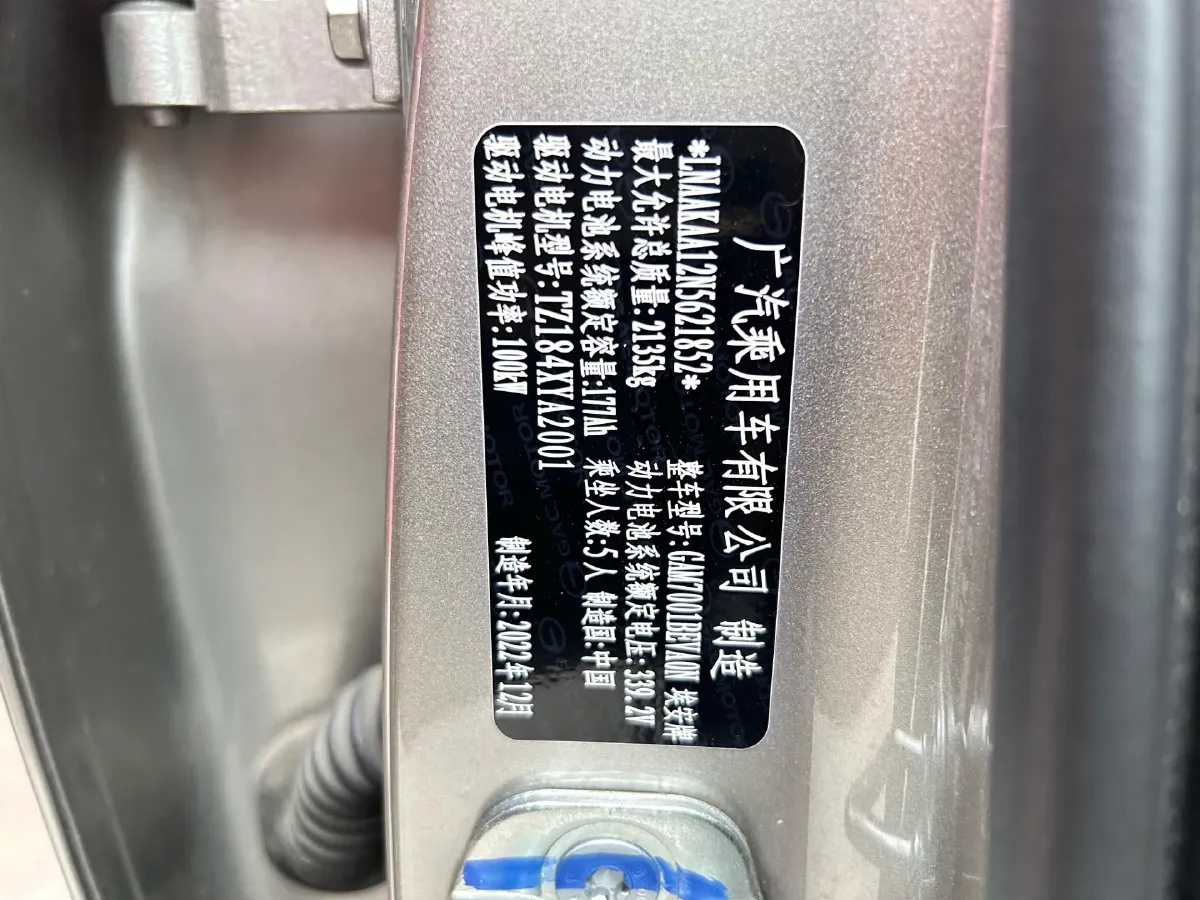 广汽乘用车有限公司 制造
*LNAAKAA12N5621852* 整车型号:GAM7001BEVA0N 埃安牌
最大允许总质量:2135kg 动力电池系统额定电压:339.2V
动力电池系统额定容量:177Ah 乘坐人数:5人 制造国:中国
驱动电机型号:TZ184XYA2001
驱动电机峰值功率:100kW 制造年月:2022年12月
GAC MOTOR
MOTOR